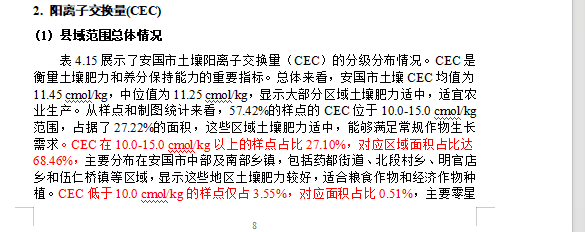 2. 阳离子交换量(CEC)
(1) 县域范围总体情况
表 4.15 展示了安国市土壤阳离子交换量（CEC）的分级分布情况。CEC 是
衡量土壤肥力和养分保持能力的重要指标。总体来看，安国市土壤 CEC 均值为
11.45 cmol/kg，中位值为 11.25 cmol/kg，显示大部分区域土壤肥力适中，适宜农
业生产。从样点和制图统计来看，57.42%的样点的 CEC 位于 10.0-15.0 cmol/kg
范围，占据了 27.22%的面积，这些区域土壤肥力适中，能够满足常规作物生长
需求。CEC 在 10.0-15.0 cmol/kg 以上的样点占比 27.10%，对应区域面积占比达
68.46%，主要分布在安国市中部及南部乡镇，包括药都街道、北段村乡、明官店
乡和伍仁桥镇等区域，显示这些地区土壤肥力较好，适合粮食作物和经济作物种
植。CEC 低于 10.0 cmol/kg 的样点仅占 3.55%，对应面积占比 0.51%，主要零星
8